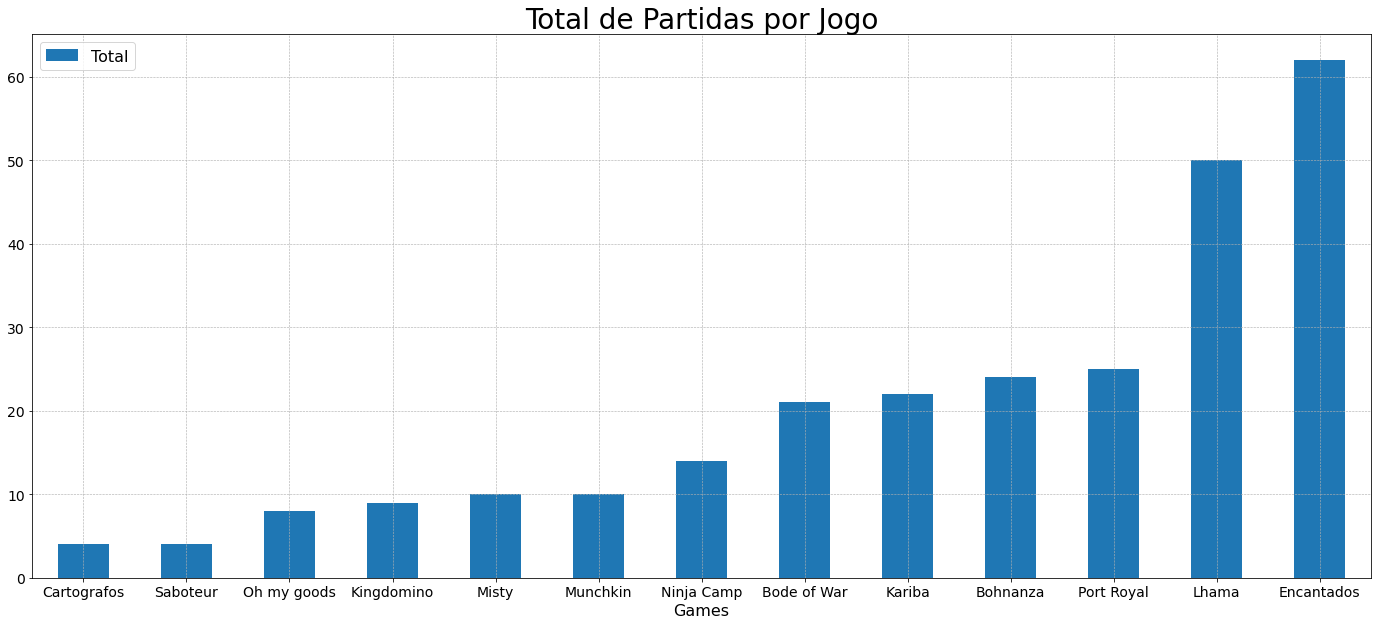 Total de Partidas por Jogo
Total
60
50
40
30
20
10
0
Cartografos Saboteur Oh my goods Kingdomino Misty Munchkin Ninja Camp Bode of War Kariba Bohnanza Port Royal Lhama Encantados
Games